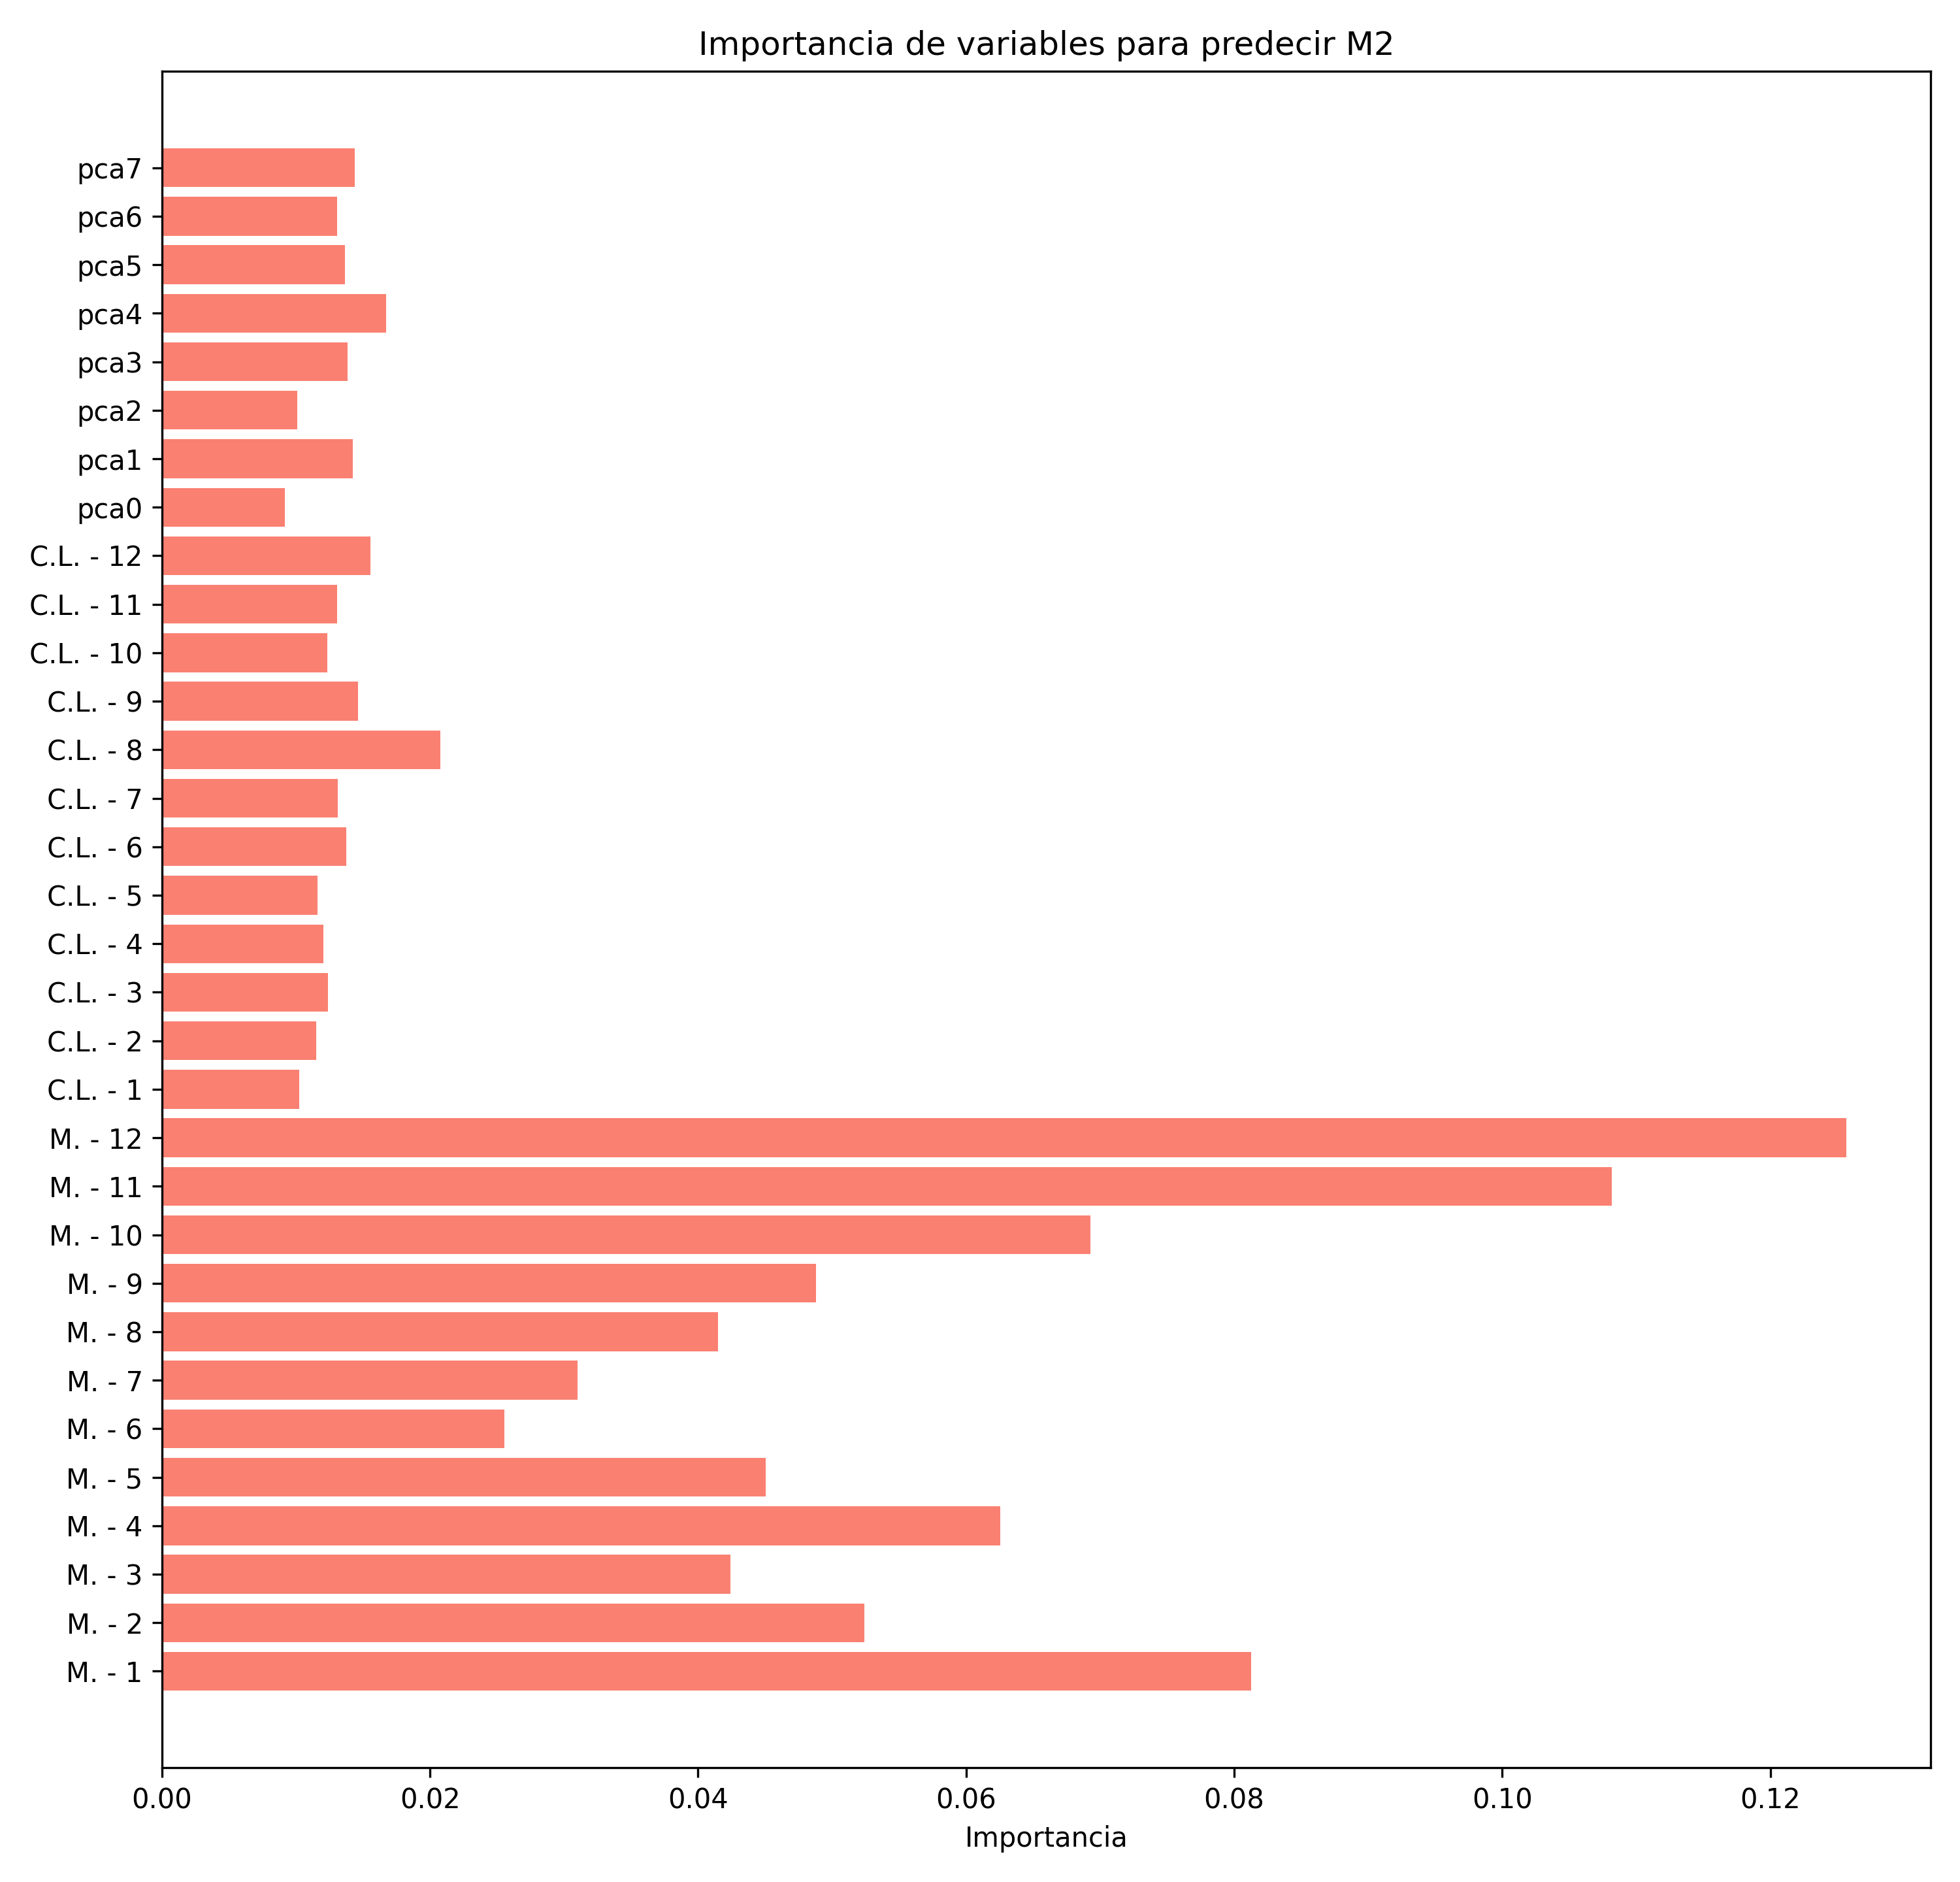 Importancia de variables para predecir M2
pca7
pca6
pca5
pca4
pca3
pca2
pca1
pca0
C.L. - 12
C.L. - 11
C.L. - 10
C.L. - 9
C.L. - 8
C.L. - 7
C.L. - 6
C.L. - 5
C.L. - 4
C.L. - 3
C.L. - 2
C.L. - 1
M. - 12
M. - 11
M. - 10
M. - 9
M. - 8
M. - 7
M. - 6
M. - 5
M. - 4
M. - 3
M. - 2
M. - 1
0.00 0.02 0.04 0.06 0.08 0.10 0.12
Importancia